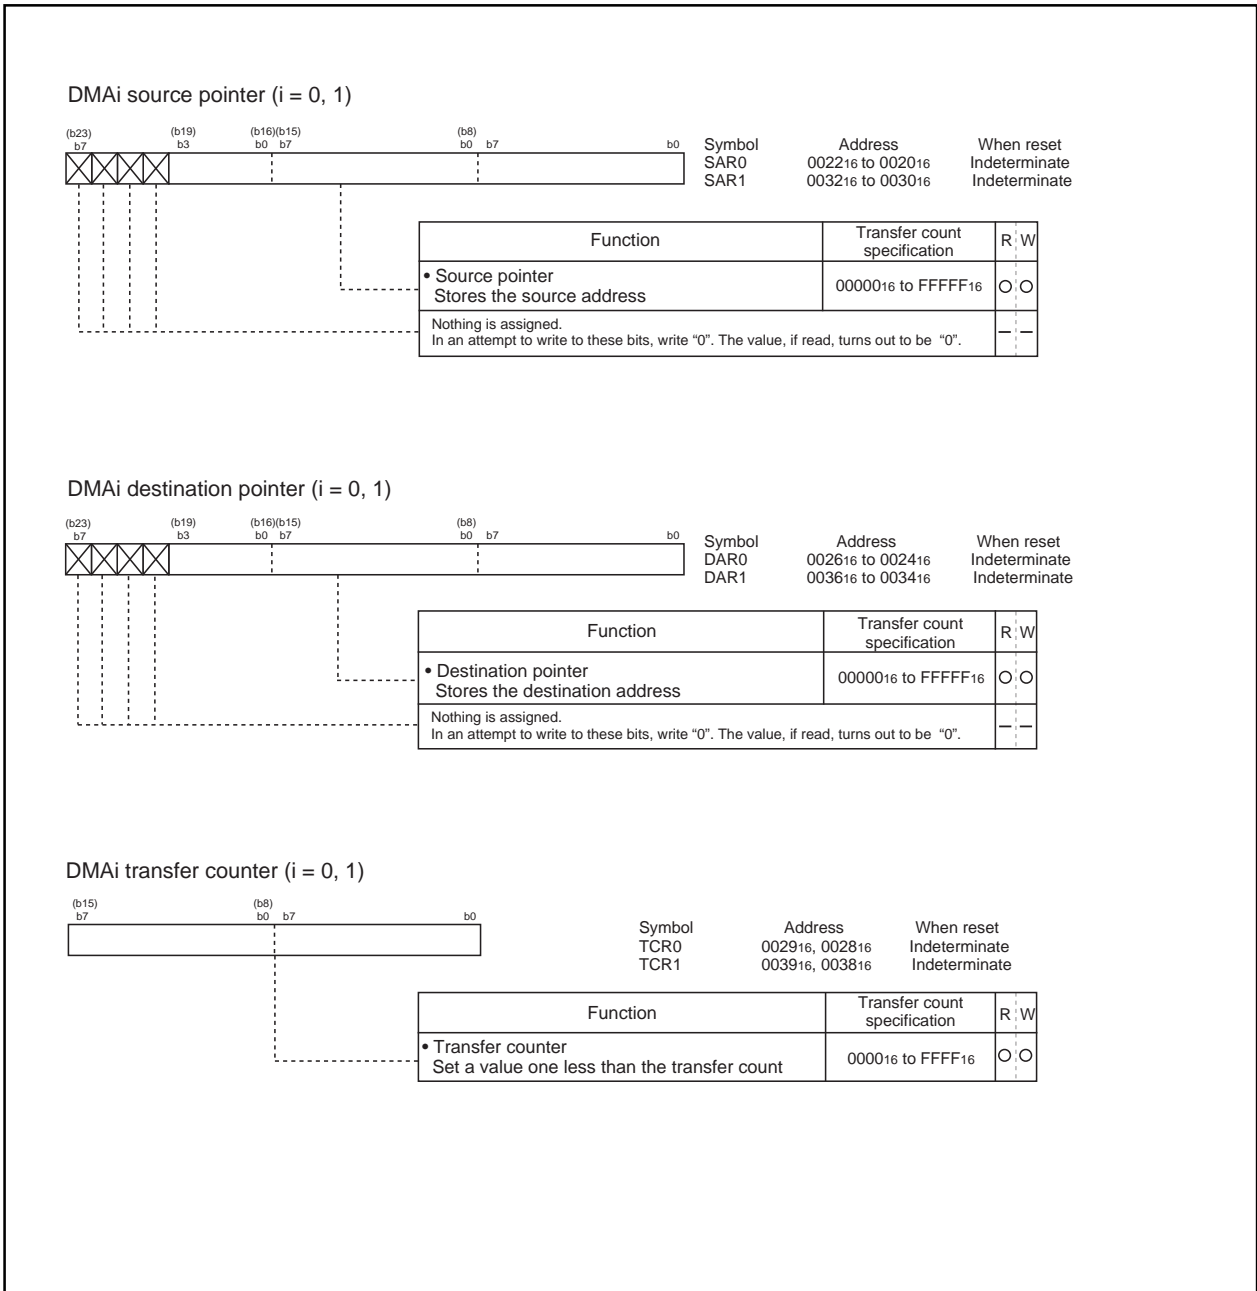 DMAi source pointer (i = 0, 1)
(b23) (b19) (b16)(b15) (b8)
b7 b3 b0 b7 b0 b7 b0
Symbol Address When reset
SAR0 002216 to 002016 Indeterminate
SAR1 003216 to 003016 Indeterminate
Function Transfer count specification R W
• Source pointer
Stores the source address 0000016 to FFFFF16 O O
Nothing is assigned.
In an attempt to write to these bits, write “0”. The value, if read, turns out to be “0”. — —
DMAi destination pointer (i = 0, 1)
(b23) (b19) (b16)(b15) (b8)
b7 b3 b0 b7 b0 b7 b0
Symbol Address When reset
DAR0 002616 to 002416 Indeterminate
DAR1 003616 to 003416 Indeterminate
Function Transfer count specification R W
• Destination pointer
Stores the destination address 0000016 to FFFFF16 O O
Nothing is assigned.
In an attempt to write to these bits, write “0”. The value, if read, turns out to be “0”. — —
DMAi transfer counter (i = 0, 1)
(b15) (b8)
b7 b0 b7 b0
Symbol Address When reset
TCR0 002916, 002816 Indeterminate
TCR1 003916, 003816 Indeterminate
Function Transfer count specification R W
• Transfer counter
Set a value one less than the transfer count 000016 to FFFF16 O O